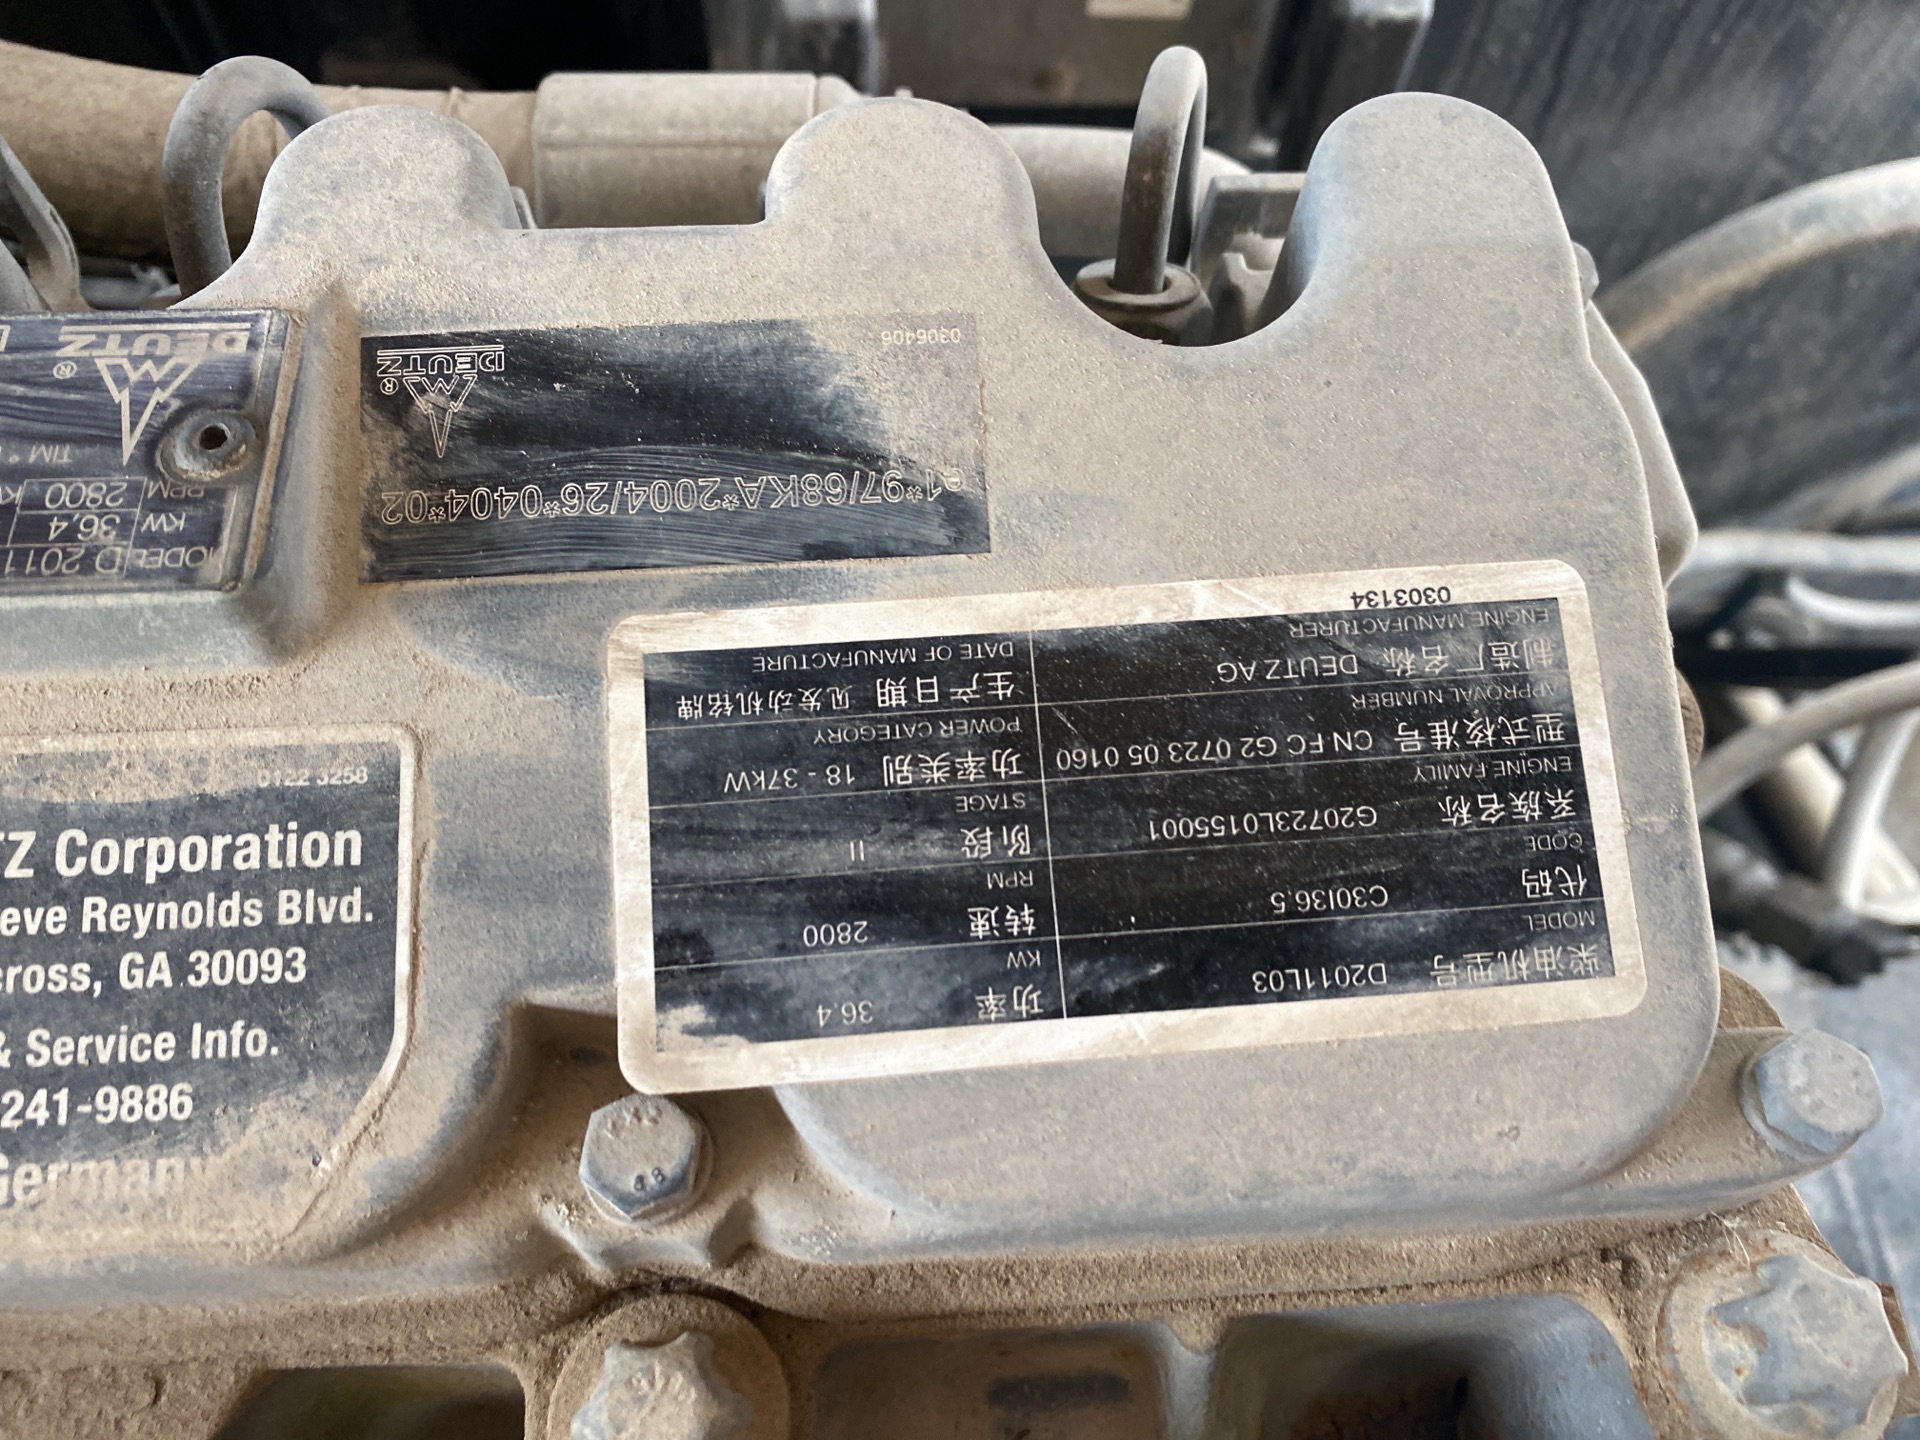 DEUTZ
®
TIM °
RPM 2800
KW 36,4
MODEL D 2011
0306406
DEUTZ
®
e1*97/68KA*2004/26*0404*02
柴油机型号 D2011L03
MODEL
功率 36.4
KW
代码 C30I36.5
CODE
转速 2800
RPM
系族名称 G20723L0155001
ENGINE FAMILY
阶段 II
STAGE
型式核准号 CN FC G2 0723 05 0160
APPROVAL NUMBER
功率类别 18 - 37kW
POWER CATEGORY
制造厂名称 DEUTZ AG
ENGINE MANUFACTURER
生产日期 见发动机铭牌
DATE OF MANUFACTURE
0303134
0122 3258
TZ Corporation
eve Reynolds Blvd.
cross, GA 30093
& Service Info.
241-9886
Germany